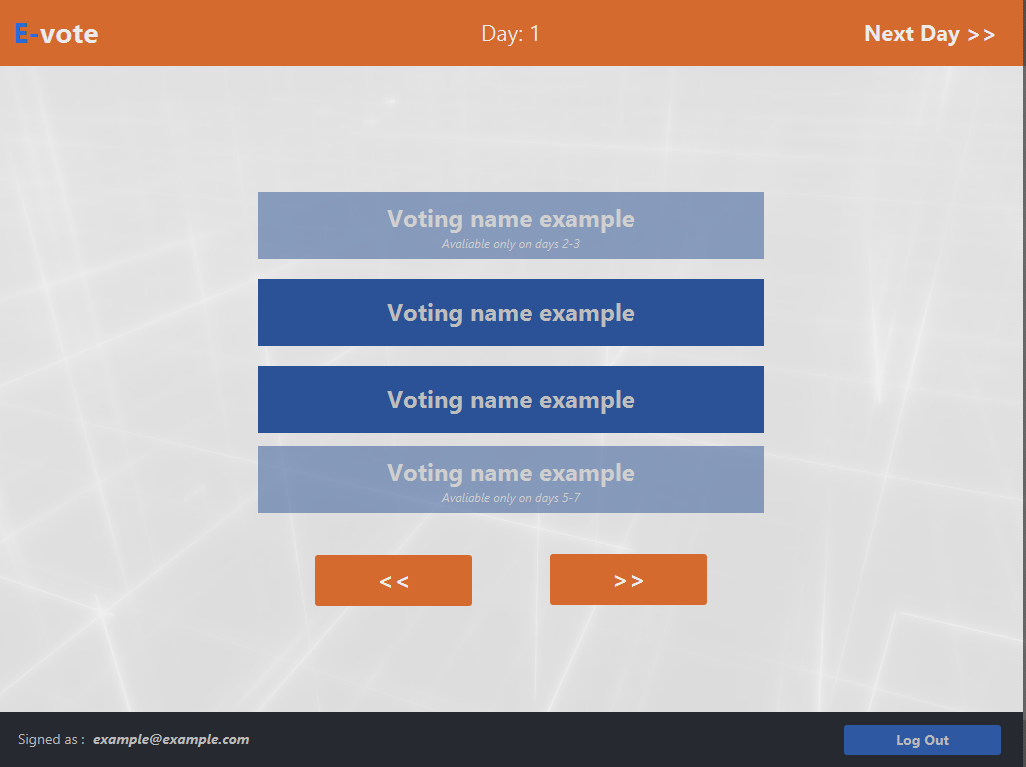 E-vote
Day: 1
Next Day >>
Voting name example
Avaliable only on days 2-3
Voting name example
Voting name example
Voting name example
Avaliable only on days 5-7
<<
>>
Signed as : example@example.com
Log Out